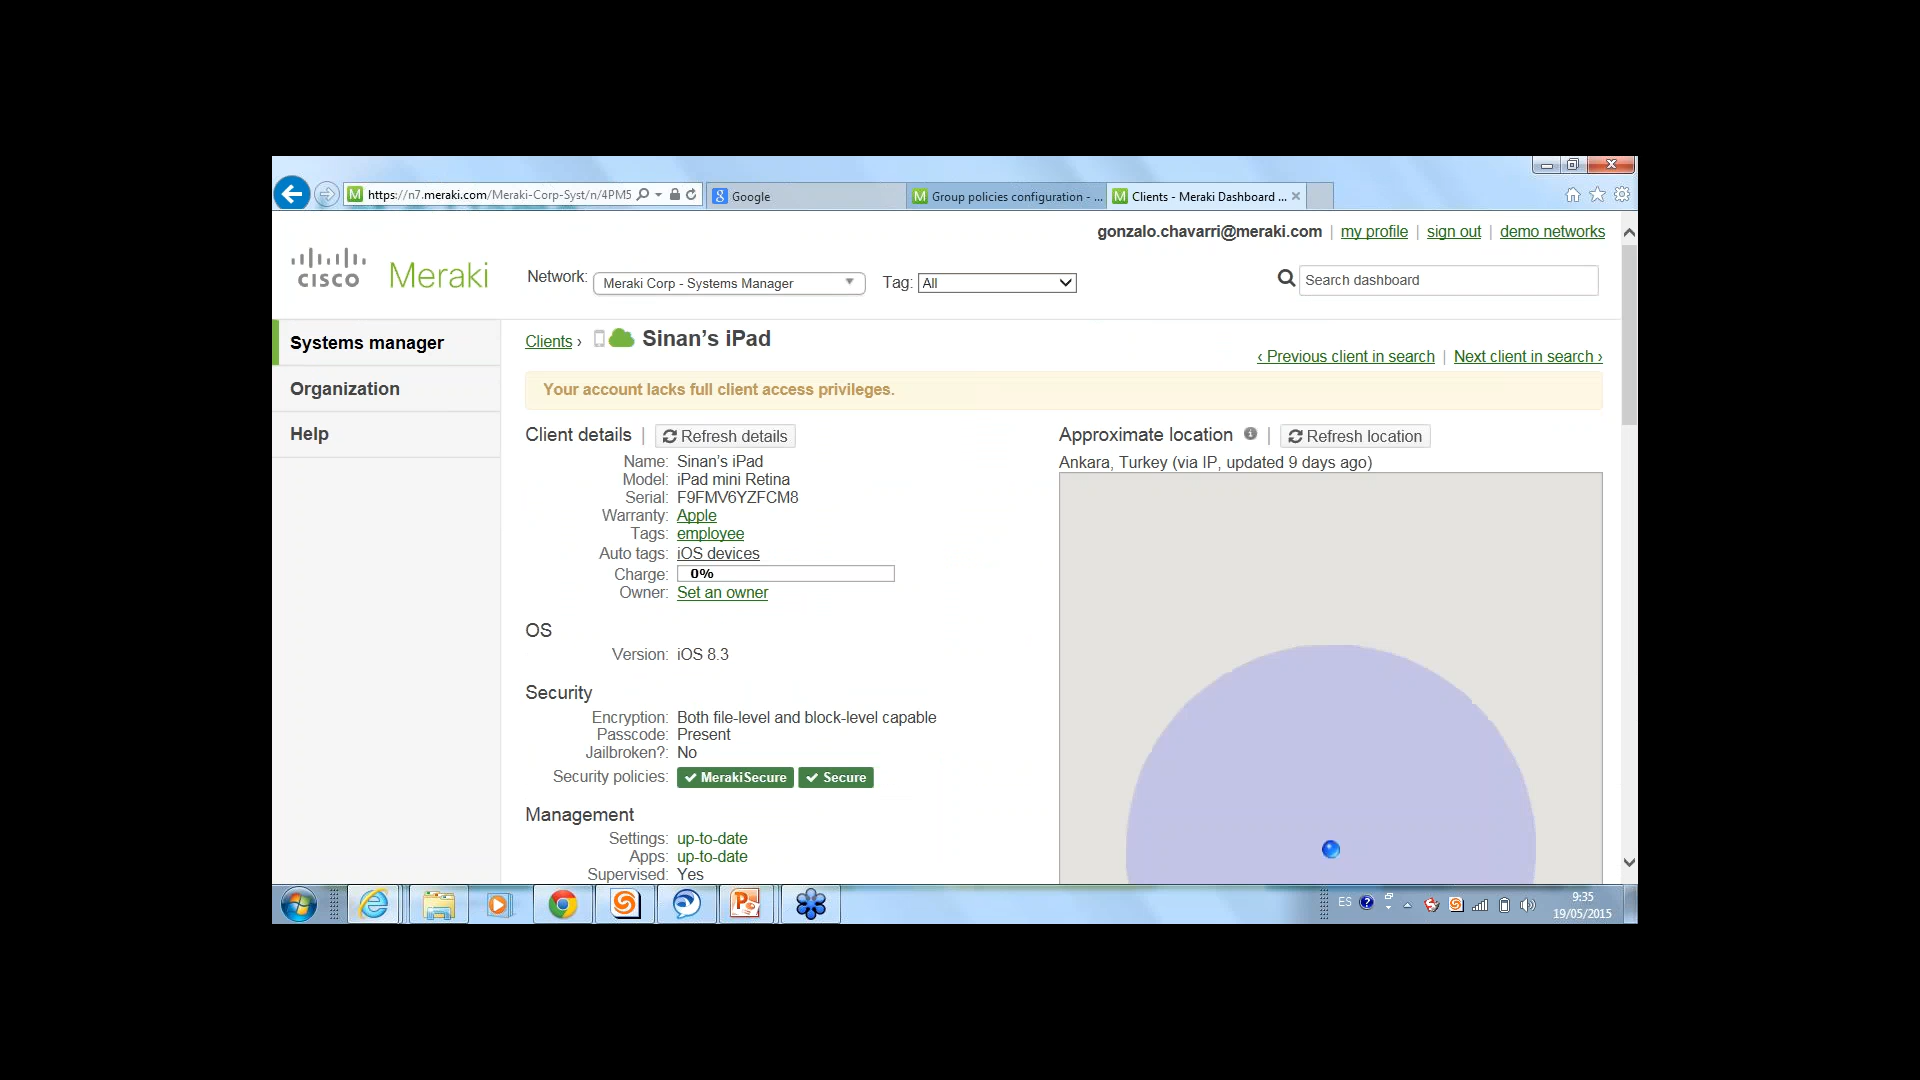 https://n7.meraki.com/Meraki-Corp-Syst/n/4PM5
Google
Group policies configuration - ...
Clients - Meraki Dashboard ...
gonzalo.chavarri@meraki.com | my profile | sign out | demo networks
CISCO Meraki
Network: Meraki Corp - Systems Manager
Tag: All
Search dashboard
Systems manager
Organization
Help
Clients › Sinan’s iPad
‹ Previous client in search | Next client in search ›
Your account lacks full client access privileges.
Client details | Refresh details
Name: Sinan’s iPad
Model: iPad mini Retina
Serial: F9FMV6YZFCM8
Warranty: Apple
Tags: employee
Auto tags: iOS devices
Charge: 0%
Owner: Set an owner
OS
Version: iOS 8.3
Security
Encryption: Both file-level and block-level capable
Passcode: Present
Jailbroken?: No
Security policies: MerakiSecure Secure
Management
Settings: up-to-date
Apps: up-to-date
Supervised: Yes
Approximate location | Refresh location
Ankara, Turkey (via IP, updated 9 days ago)
ES
9:35
19/05/2015